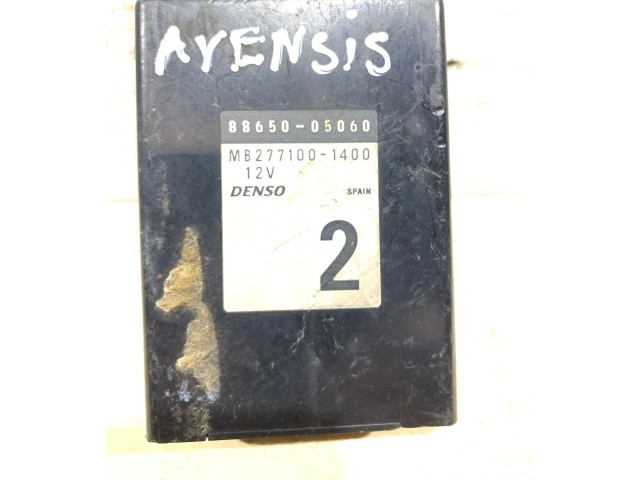 AVENSIS
88650-05060
MB277100-1400
12V
DENSO SPAIN
2